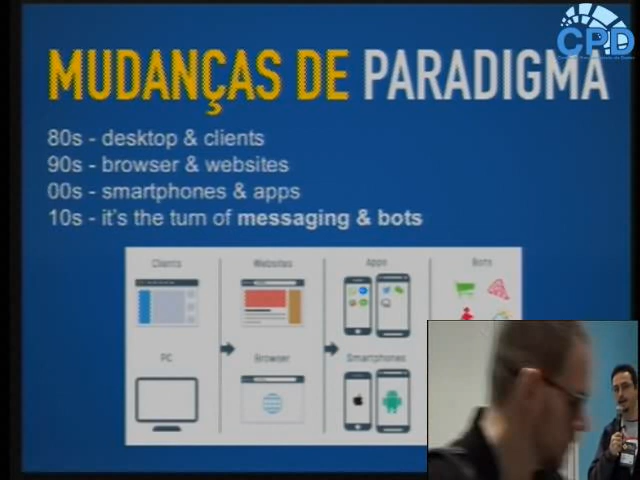 CPD
MUDANÇAS DE PARADIGMA
80s - desktop & clients
90s - browser & websites
00s - smartphones & apps
10s - it's the turn of messaging & bots
Clients
Websites
Apps
Bots
PC
Browser
Smartphones